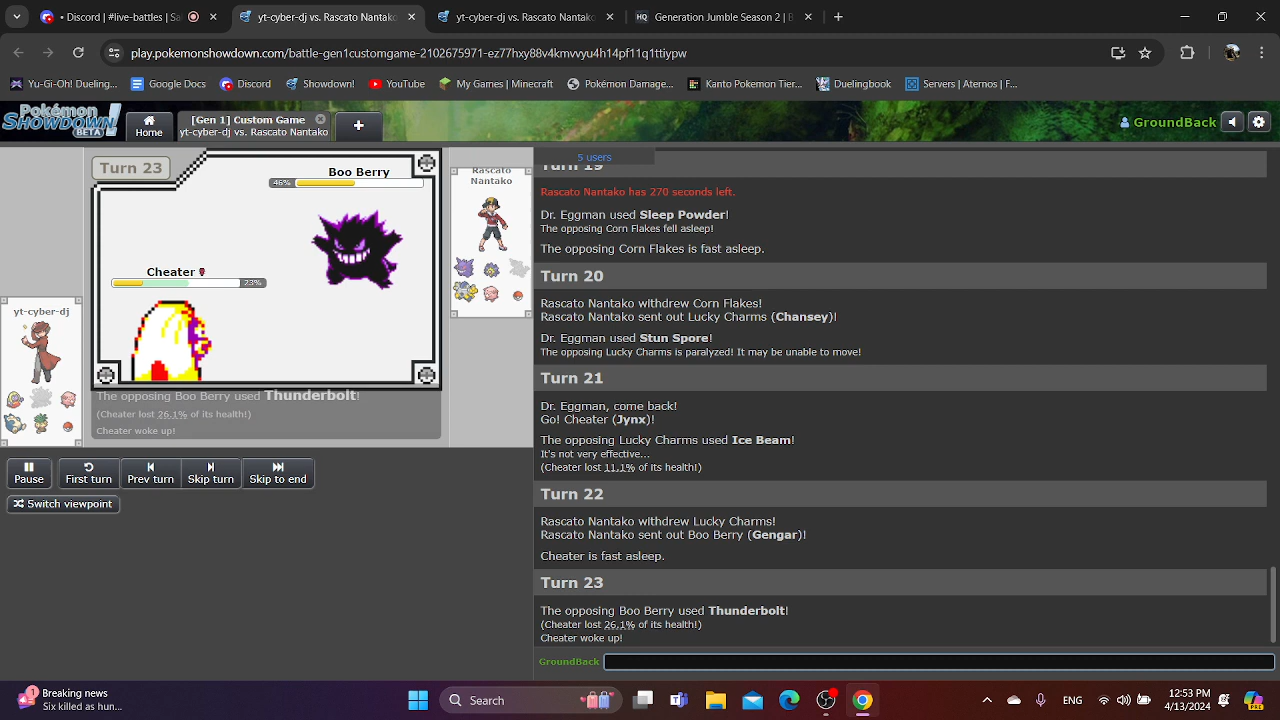 Discord | #live-battles | Sa
yt-cyber-dj vs. Rascato Nantako
yt-cyber-dj vs. Rascato Nantako
HQ Generation Jumble Season 2 | B
play.pokemonshowdown.com/battle-gen1customgame-2102675971-ez77hxy88v4kmvvyu4h14pf11q1ttiypw
Yu-Gi-Oh! Dueling...
Google Docs
Discord
Showdown!
YouTube
My Games | Minecraft
Pokémon Damage...
Kanto Pokemon Tier...
Duelingbook
Servers | Aternos | F...
Pokémon
SHOWDOWN!
BETA
Home
[Gen 1] Custom Game
yt-cyber-dj vs. Rascato Nantako
GroundBack
Turn 23
Boo Berry
46%
Cheater
23%
The opposing Boo Berry used Thunderbolt!
(Cheater lost 26.1% of its health!)
Cheater woke up!
yt-cyber-dj
Rascato
Nantako
Pause
First turn
Prev turn
Skip turn
Skip to end
Switch viewpoint
5 users
Turn 19
Rascato Nantako has 270 seconds left.
Dr. Eggman used Sleep Powder!
The opposing Corn Flakes fell asleep!
The opposing Corn Flakes is fast asleep.
Turn 20
Rascato Nantako withdrew Corn Flakes!
Rascato Nantako sent out Lucky Charms (Chansey)!
Dr. Eggman used Stun Spore!
The opposing Lucky Charms is paralyzed! It may be unable to move!
Turn 21
Dr. Eggman, come back!
Go! Cheater (Jynx)!
The opposing Lucky Charms used Ice Beam!
It's not very effective...
(Cheater lost 11.1% of its health!)
Turn 22
Rascato Nantako withdrew Lucky Charms!
Rascato Nantako sent out Boo Berry (Gengar)!
Cheater is fast asleep.
Turn 23
The opposing Boo Berry used Thunderbolt!
(Cheater lost 26.1% of its health!)
Cheater woke up!
GroundBack
1
Breaking news
Six killed as hun...
Search
ENG
12:53 PM
4/13/2024
PRE